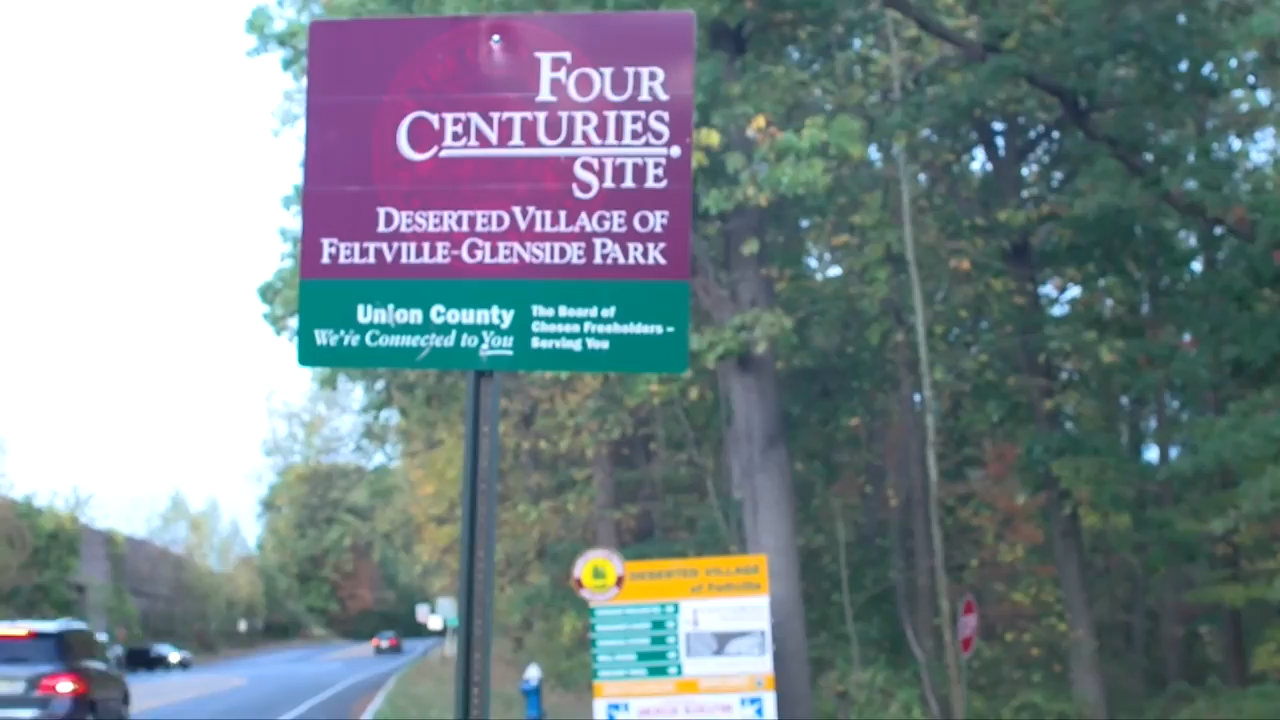 FOUR
CENTURIES
SITE
DESERTED VILLAGE OF
FELTVILLE-GLENSIDE PARK
Union County
We're Connected to You
The Board of
Chosen Freeholders –
Serving You
DESERTED VILLAGE
of Feltville